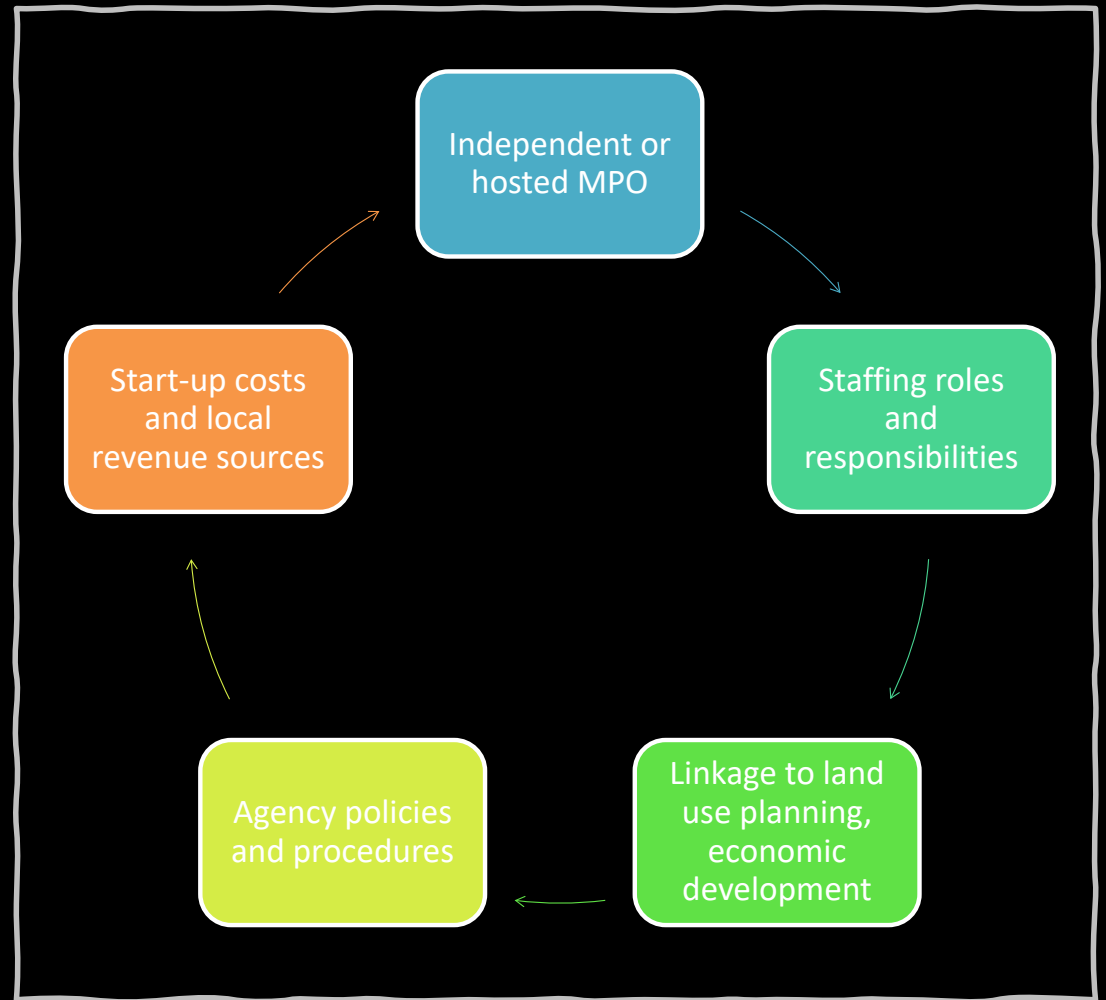 Independent or
hosted MPO
Staffing roles
and
responsibilities
Linkage to land
use planning,
economic
development
Agency policies
and procedures
Start-up costs
and local
revenue sources